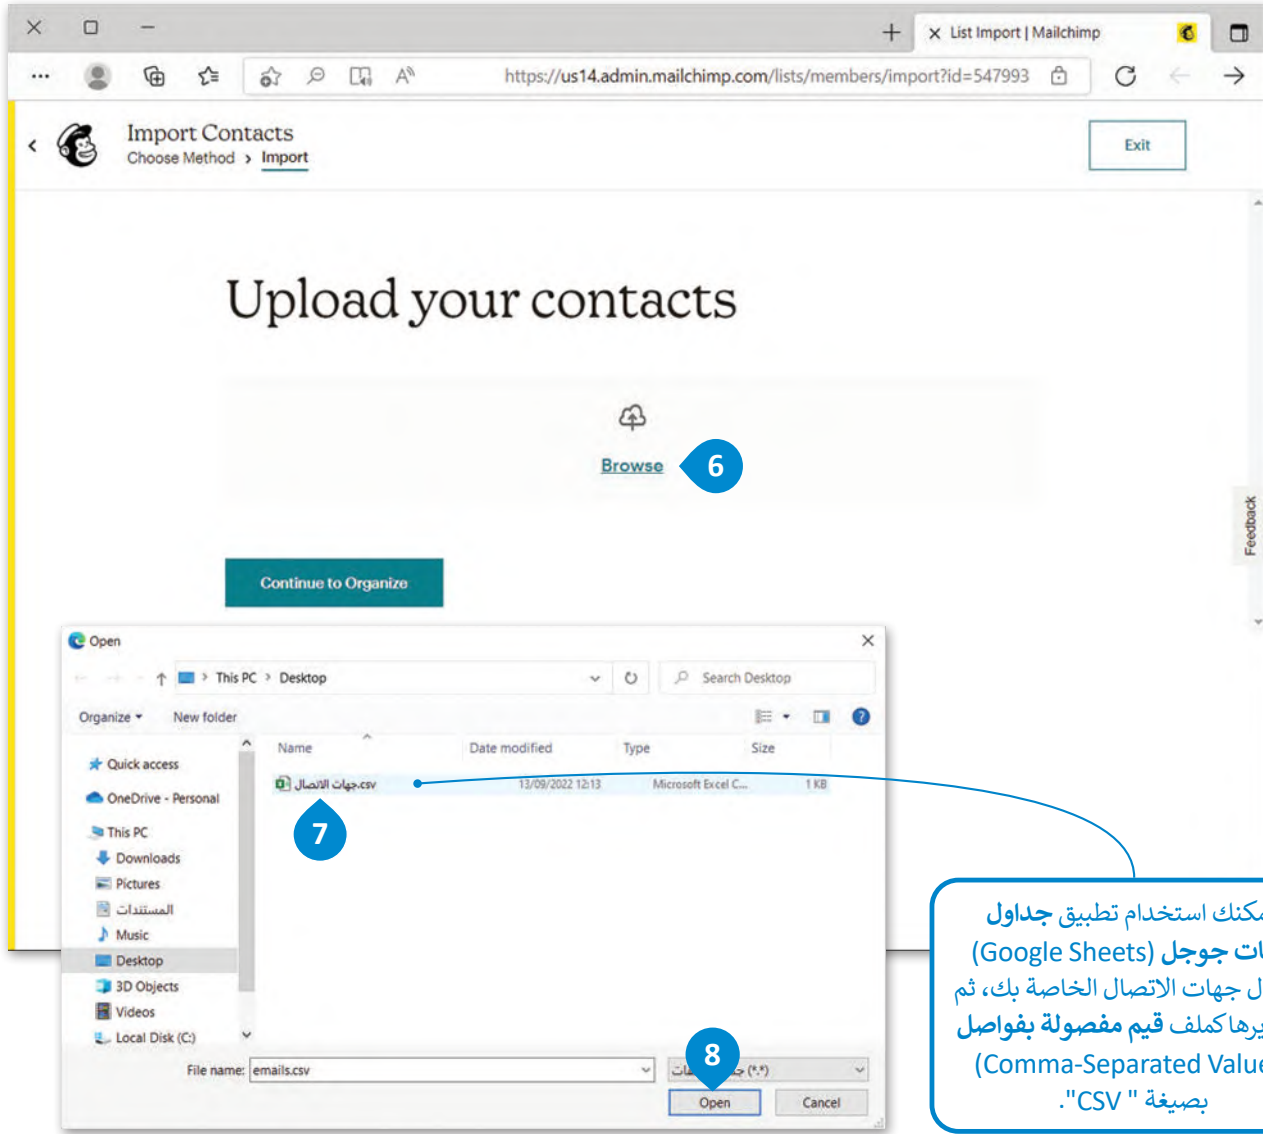 List Import | Mailchimp
https://us14.admin.mailchimp.com/lists/members/import?id=547993
Import Contacts
Choose Method > Import
Exit
Upload your contacts
Browse
6
Feedback
Continue to Organize
Open
This PC > Desktop
Search Desktop
Organize
New folder
Name
Date modified
Type
Size
Quick access
OneDrive - Personal
This PC
Downloads
Pictures
المستندات
Music
Desktop
3D Objects
Videos
Local Disk (C:)
جهات الاتصال.csv
13/09/2022 12:13
Microsoft Excel C...
1 KB
7
File name:
emails.csv
(*.*)
8
Open
Cancel
استخدام تطبيق جداول
جوجل (Google Sheets)
جهات الاتصال الخاصة بك، ثم
كملف قيم مفصولة بفواصل
(Comma-Separated
بصيغة " CSV".